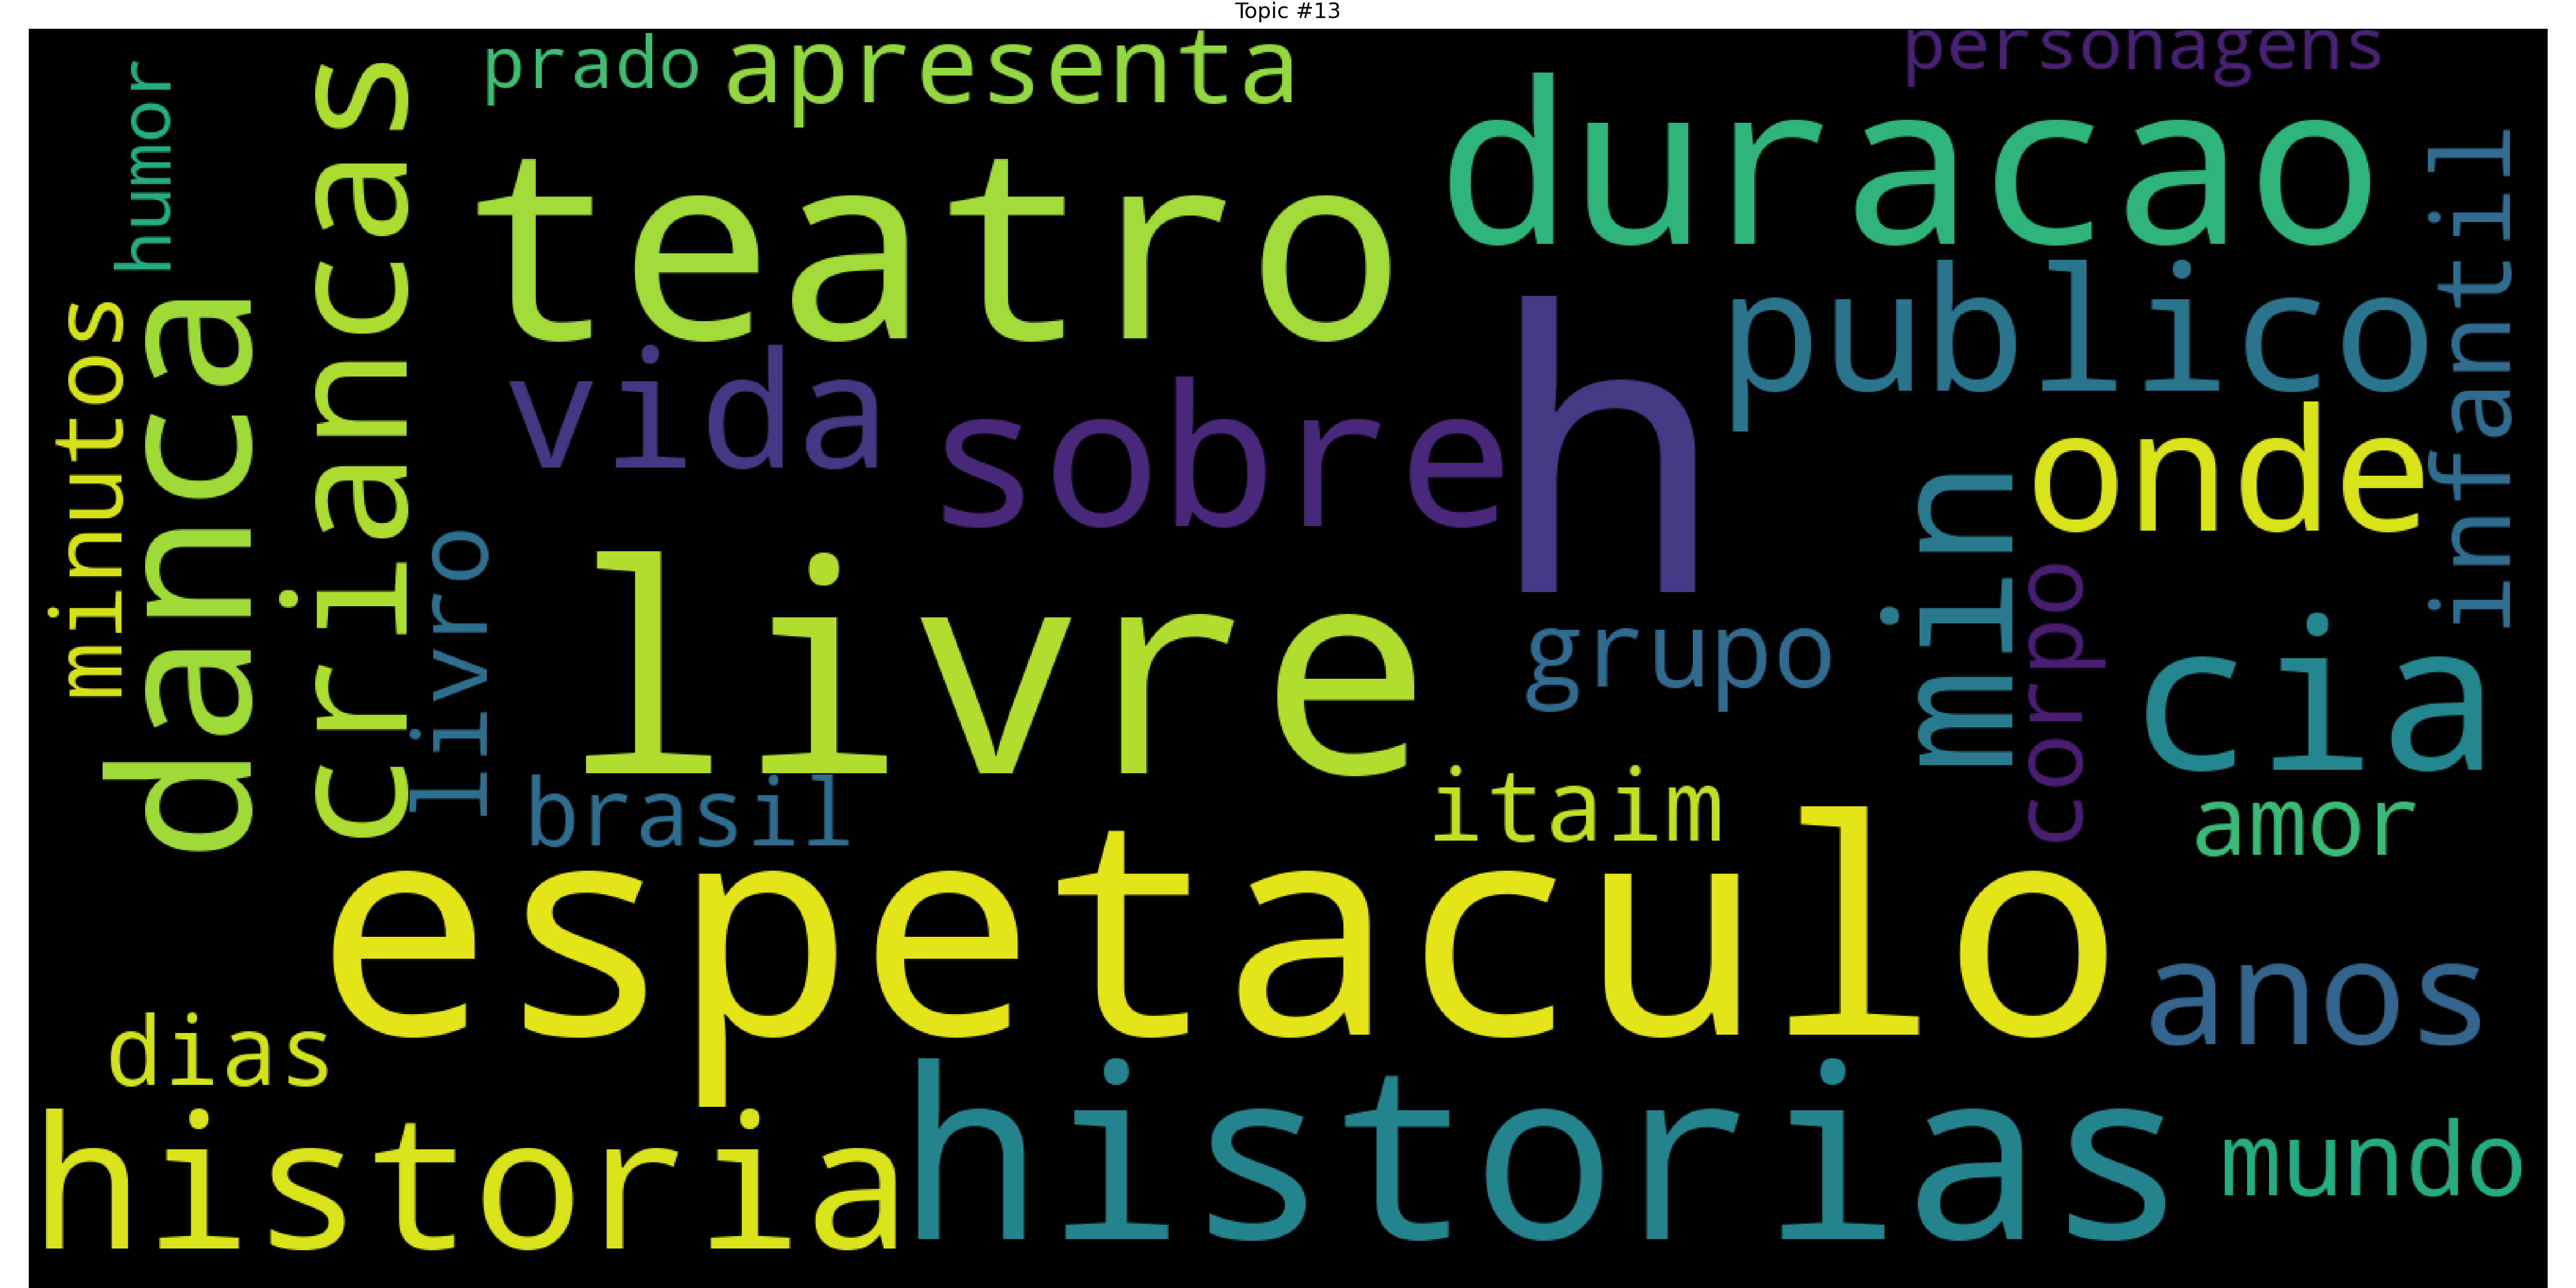 Topic #13
prado
apresenta
personagens
humor
criancas
teatro
duracao
infantil
publico
minutos
danca
vida
sobre
h
onde
min
livro
livre
grupo
corpo
cia
brasil
itaim
amor
espetaculo
anos
dias
historia
historias
mundo